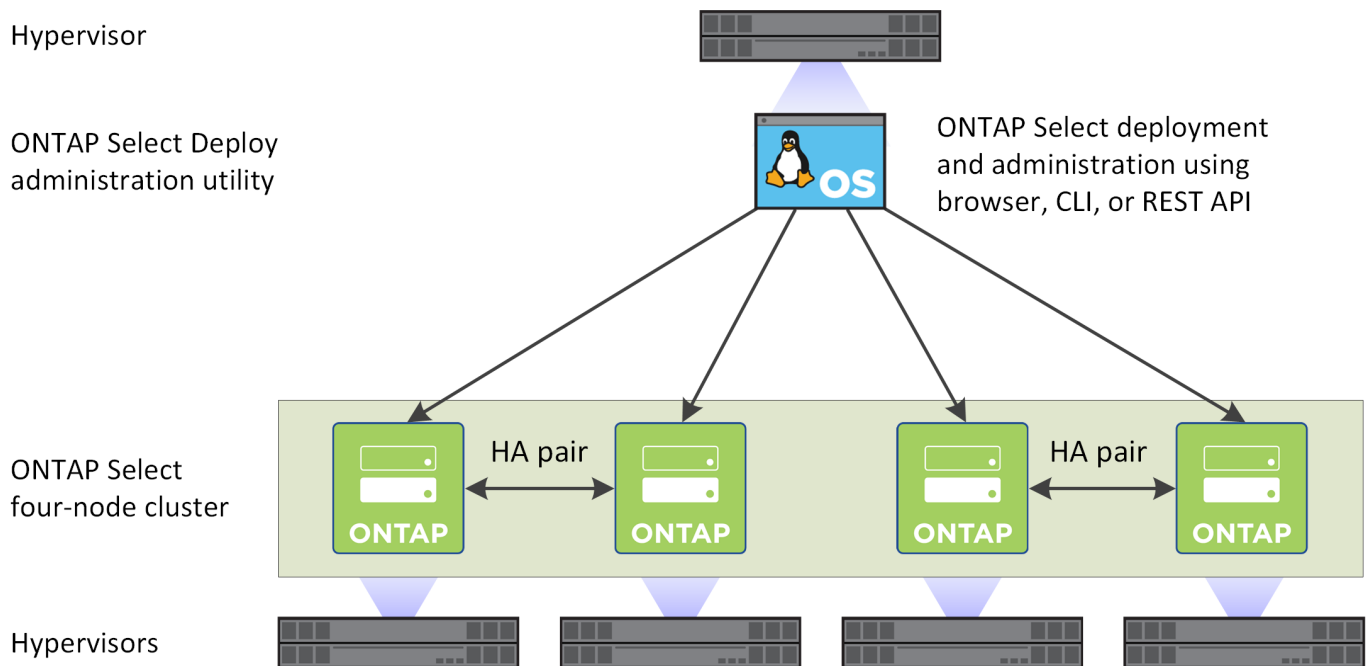 Hypervisor
ONTAP Select Deploy
administration utility
OS
ONTAP Select deployment
and administration using
browser, CLI, or REST API
ONTAP Select
four-node cluster
HA pair
HA pair
ONTAP
ONTAP
ONTAP
ONTAP
Hypervisors